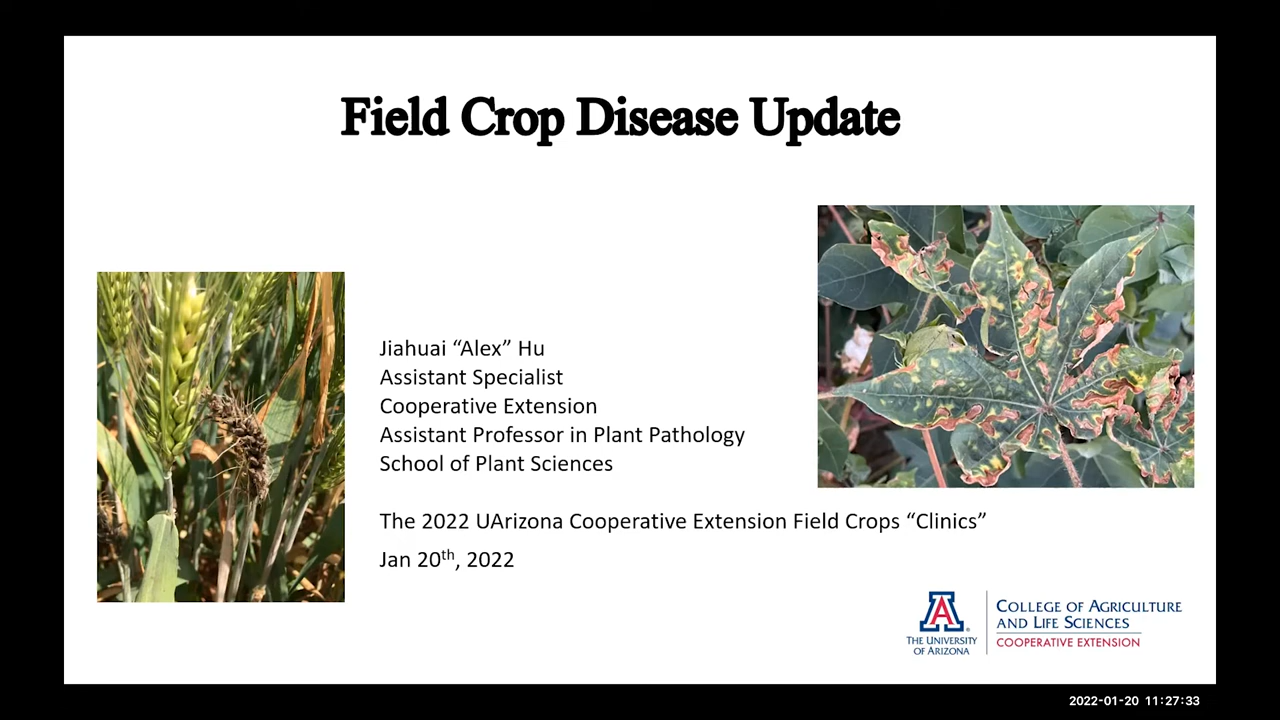 Field Crop Disease Update
Jiahuai “Alex” Hu
Assistant Specialist
Cooperative Extension
Assistant Professor in Plant Pathology
School of Plant Sciences
The 2022 UArizona Cooperative Extension Field Crops “Clinics”
Jan 20th, 2022
A
THE UNIVERSITY
OF ARIZONA
COLLEGE OF AGRICULTURE
AND LIFE SCIENCES
COOPERATIVE EXTENSION
2022-01-20 11:27:33